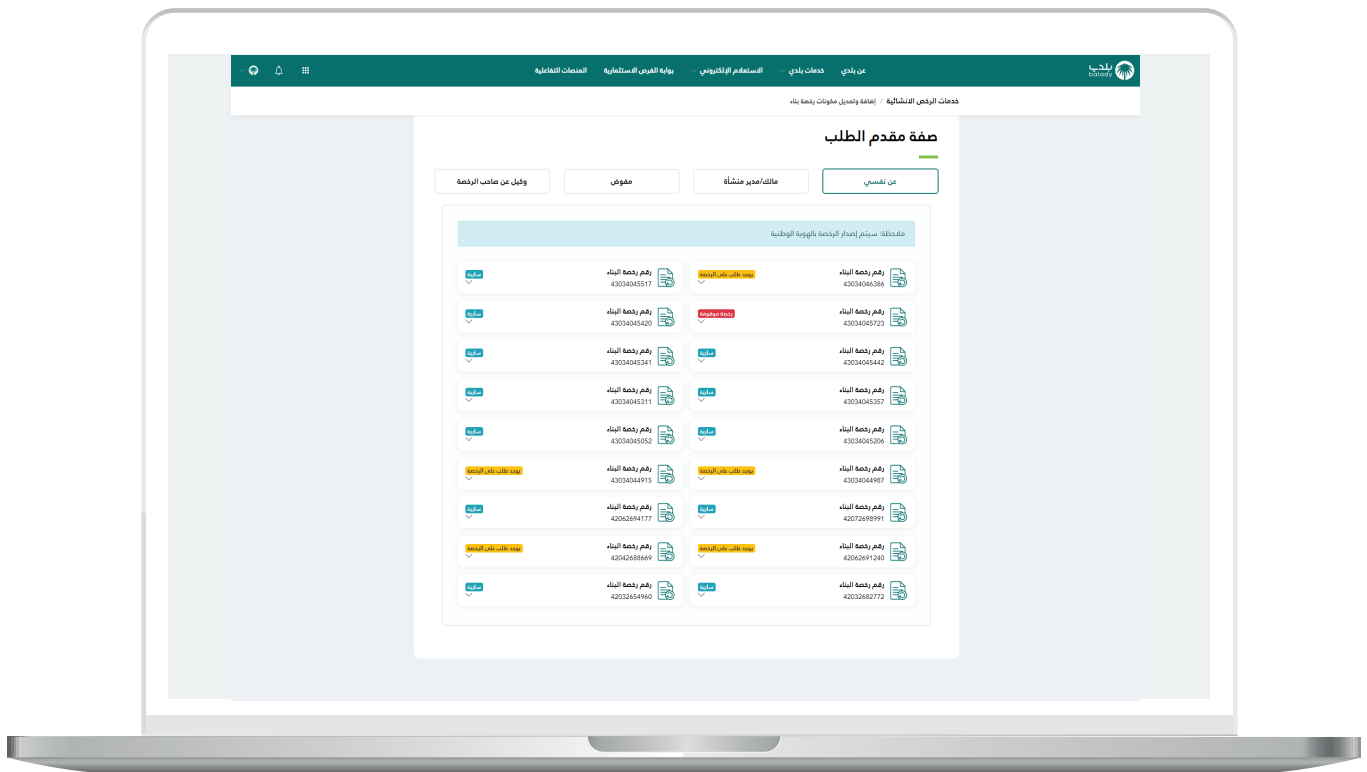 بلدي
balady
عن بلدي
خدمات بلدي
الاستعلام الإلكتروني
بوابة الفرص الاستثمارية
المنصات التفاعلية
خدمات الرخص الانشائية / إضافة وتعديل مكونات رخصة بناء
صفة مقدم الطلب
عن نفسي
مالك/مدير منشأة
مفوض
وكيل عن صاحب الرخصة
ملاحظة: سيتم إصدار الرخصة بالهوية الوطنية
رقم رخصة البناء
43034046386
يوجد طلب على الرخصة
رقم رخصة البناء
43034045517
سارية
رقم رخصة البناء
43034045723
رخصة موقوفة
رقم رخصة البناء
43034045420
سارية
رقم رخصة البناء
43034045442
سارية
رقم رخصة البناء
43034045341
سارية
رقم رخصة البناء
43034045357
سارية
رقم رخصة البناء
43034045311
سارية
رقم رخصة البناء
43034045206
سارية
رقم رخصة البناء
43034045052
سارية
رقم رخصة البناء
43034044987
يوجد طلب على الرخصة
رقم رخصة البناء
43034044915
يوجد طلب على الرخصة
رقم رخصة البناء
42072698991
سارية
رقم رخصة البناء
42062694177
سارية
رقم رخصة البناء
42062691240
يوجد طلب على الرخصة
رقم رخصة البناء
42042688669
يوجد طلب على الرخصة
رقم رخصة البناء
42032682772
سارية
رقم رخصة البناء
42032654960
سارية